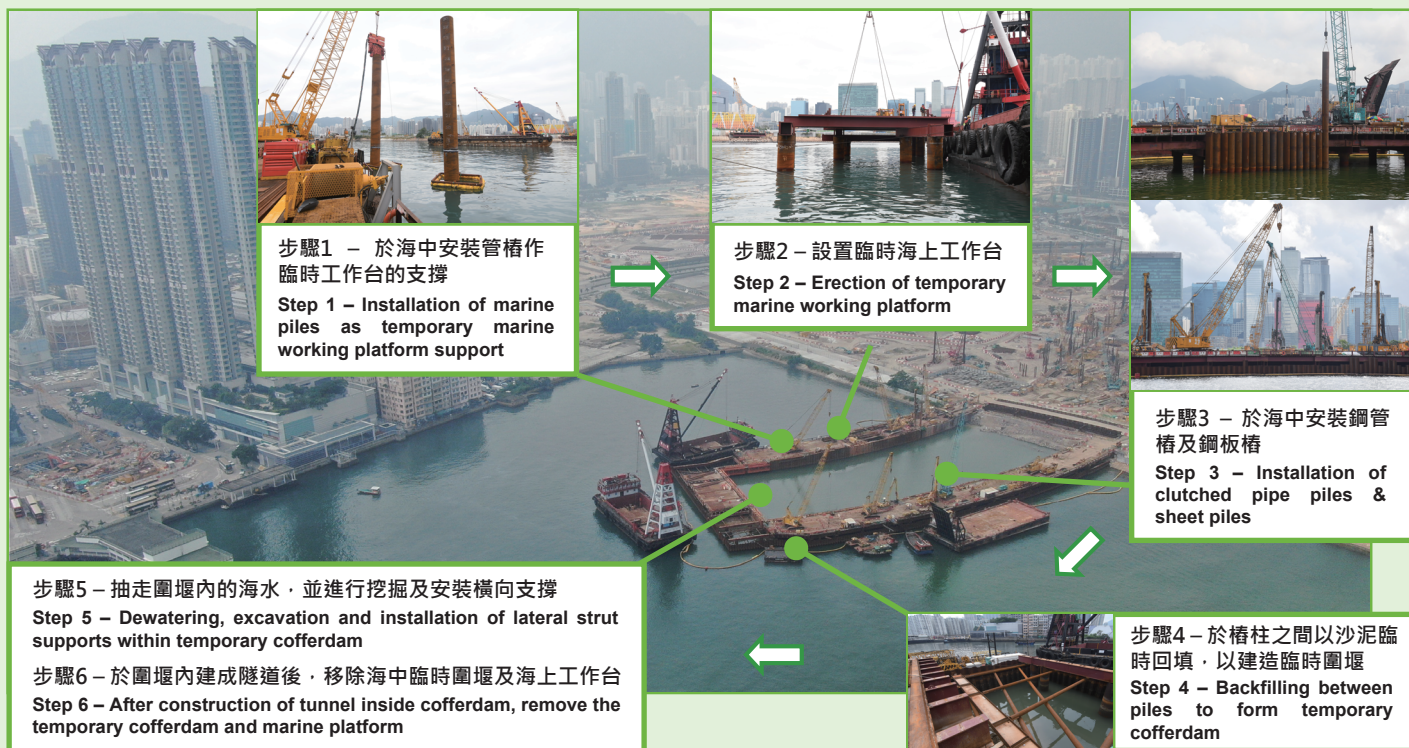 步驟1 – 於海中安裝管樁作
臨時工作台的支撐
Step 1 – Installation of marine
piles as temporary marine
working platform support
步驟2 – 設置臨時海上工作台
Step 2 – Erection of temporary
marine working platform
步驟3 – 於海中安裝鋼管
樁及鋼板樁
Step 3 – Installation of
clutched pipe piles &
sheet piles
步驟4 – 於樁柱之間以沙泥臨
時回填，以建造臨時圍堰
Step 4 – Backfilling between
piles to form temporary
cofferdam
步驟5 – 抽走圍堰內的海水，並進行挖掘及安裝橫向支撐
Step 5 – Dewatering, excavation and installation of lateral strut
supports within temporary cofferdam
步驟6 – 於圍堰內建成隧道後，移除海中臨時圍堰及海上工作台
Step 6 – After construction of tunnel inside cofferdam, remove the
temporary cofferdam and marine platform